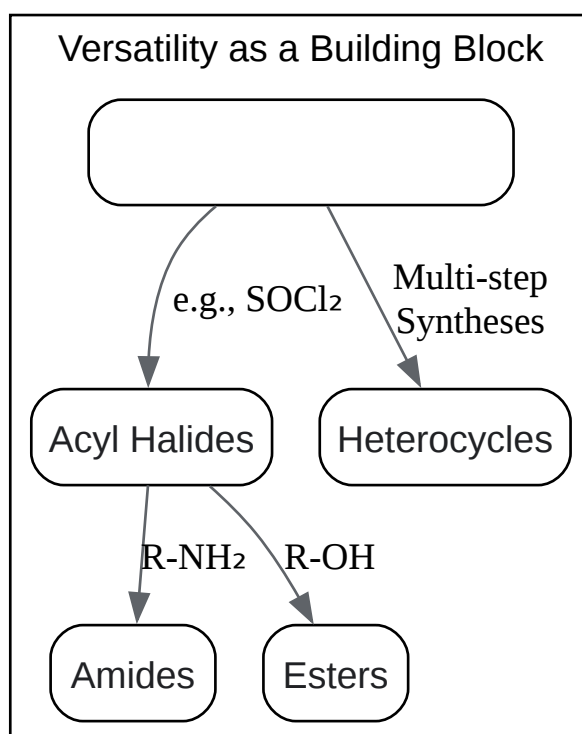 Versatility as a Building Block
e.g., SOCl₂
Multi-step
Syntheses
Acyl Halides
Heterocycles
R-NH₂
R-OH
Amides
Esters